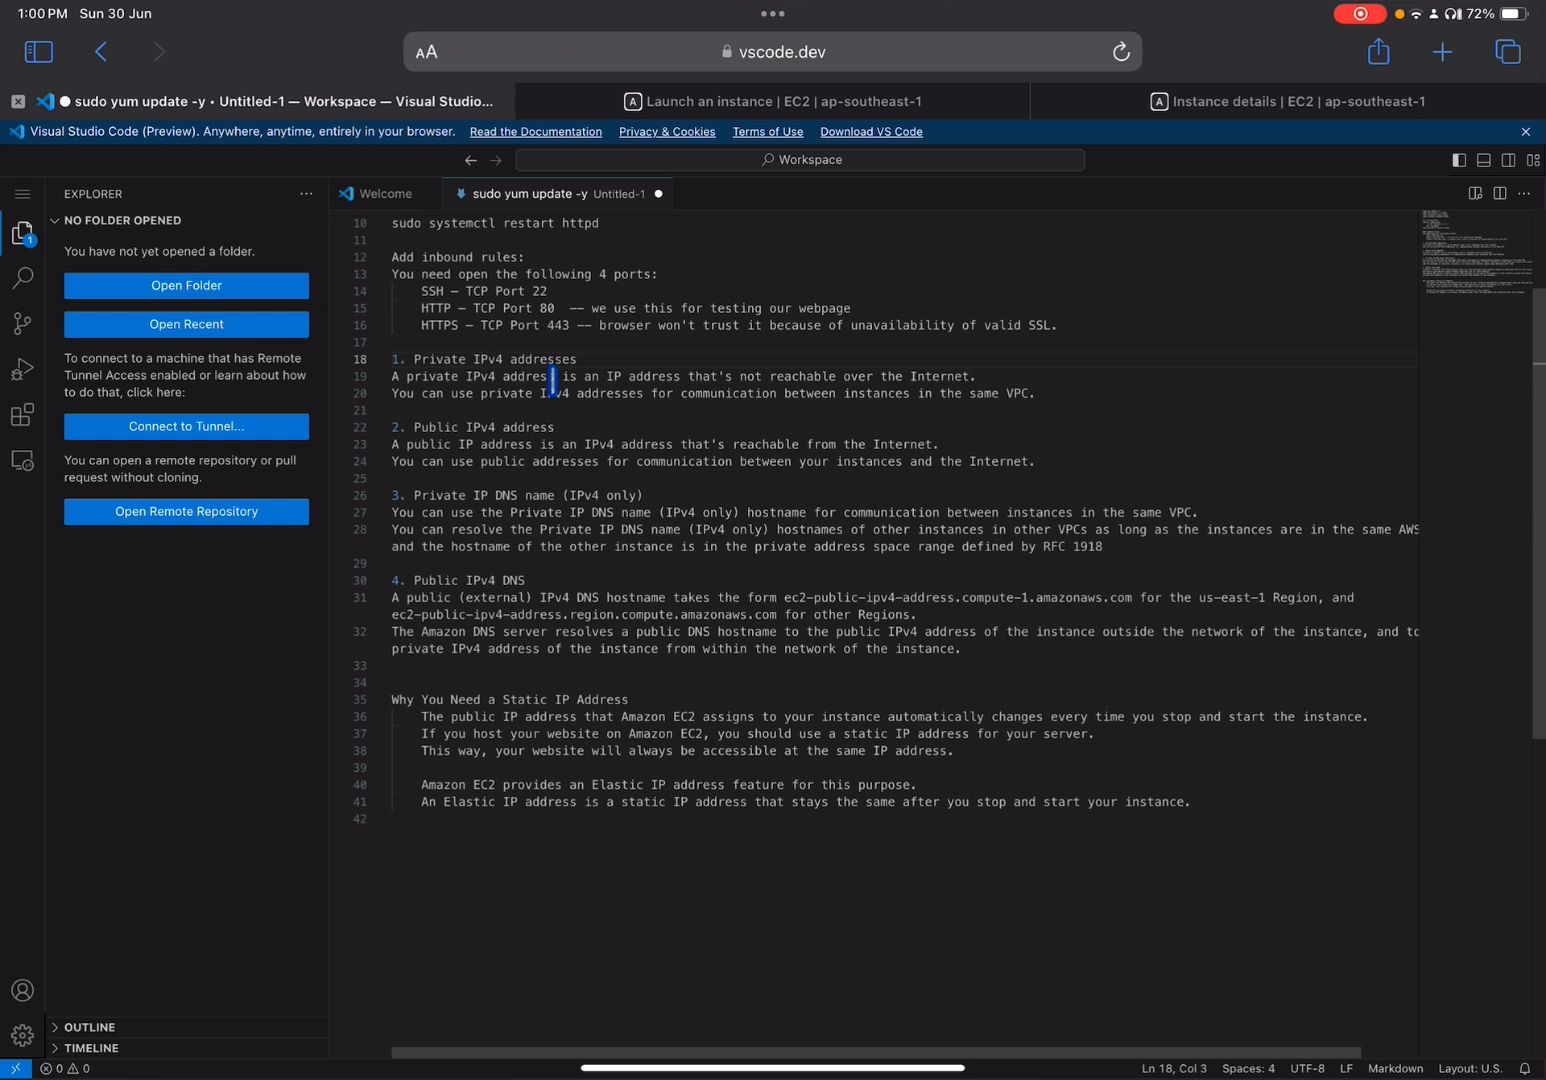 1:00 PM Sun 30 Jun
72%
AA
vscode.dev
sudo yum update -y • Untitled-1 — Workspace — Visual Studio...
Launch an instance | EC2 | ap-southeast-1
Instance details | EC2 | ap-southeast-1
Visual Studio Code (Preview). Anywhere, anytime, entirely in your browser. Read the Documentation Privacy & Cookies Terms of Use Download VS Code
Workspace
EXPLORER
Welcome
sudo yum update -y Untitled-1
NO FOLDER OPENED
You have not yet opened a folder.
Open Folder
Open Recent
To connect to a machine that has Remote
Tunnel Access enabled or learn about how
to do that, click here:
Connect to Tunnel...
You can open a remote repository or pull
request without cloning.
Open Remote Repository
OUTLINE
TIMELINE
10 sudo systemctl restart httpd
11
12 Add inbound rules:
13 You need open the following 4 ports:
14 SSH – TCP Port 22
15 HTTP – TCP Port 80 –– we use this for testing our webpage
16 HTTPS – TCP Port 443 –– browser won't trust it because of unavailability of valid SSL.
17
18 1. Private IPv4 addresses
19 A private IPv4 address is an IP address that's not reachable over the Internet.
20 You can use private IPv4 addresses for communication between instances in the same VPC.
21
22 2. Public IPv4 address
23 A public IP address is an IPv4 address that's reachable from the Internet.
24 You can use public addresses for communication between your instances and the Internet.
25
26 3. Private IP DNS name (IPv4 only)
27 You can use the Private IP DNS name (IPv4 only) hostname for communication between instances in the same VPC.
28 You can resolve the Private IP DNS name (IPv4 only) hostnames of other instances in other VPCs as long as the instances are in the same AWS
and the hostname of the other instance is in the private address space range defined by RFC 1918
29
30 4. Public IPv4 DNS
31 A public (external) IPv4 DNS hostname takes the form ec2-public-ipv4-address.compute-1.amazonaws.com for the us-east-1 Region, and
ec2-public-ipv4-address.region.compute.amazonaws.com for other Regions.
32 The Amazon DNS server resolves a public DNS hostname to the public IPv4 address of the instance outside the network of the instance, and to
private IPv4 address of the instance from within the network of the instance.
33
34
35 Why You Need a Static IP Address
36 The public IP address that Amazon EC2 assigns to your instance automatically changes every time you stop and start the instance.
37 If you host your website on Amazon EC2, you should use a static IP address for your server.
38 This way, your website will always be accessible at the same IP address.
39
40 Amazon EC2 provides an Elastic IP address feature for this purpose.
41 An Elastic IP address is a static IP address that stays the same after you stop and start your instance.
42
0 0
Ln 18, Col 3 Spaces: 4 UTF-8 LF Markdown Layout: U.S.